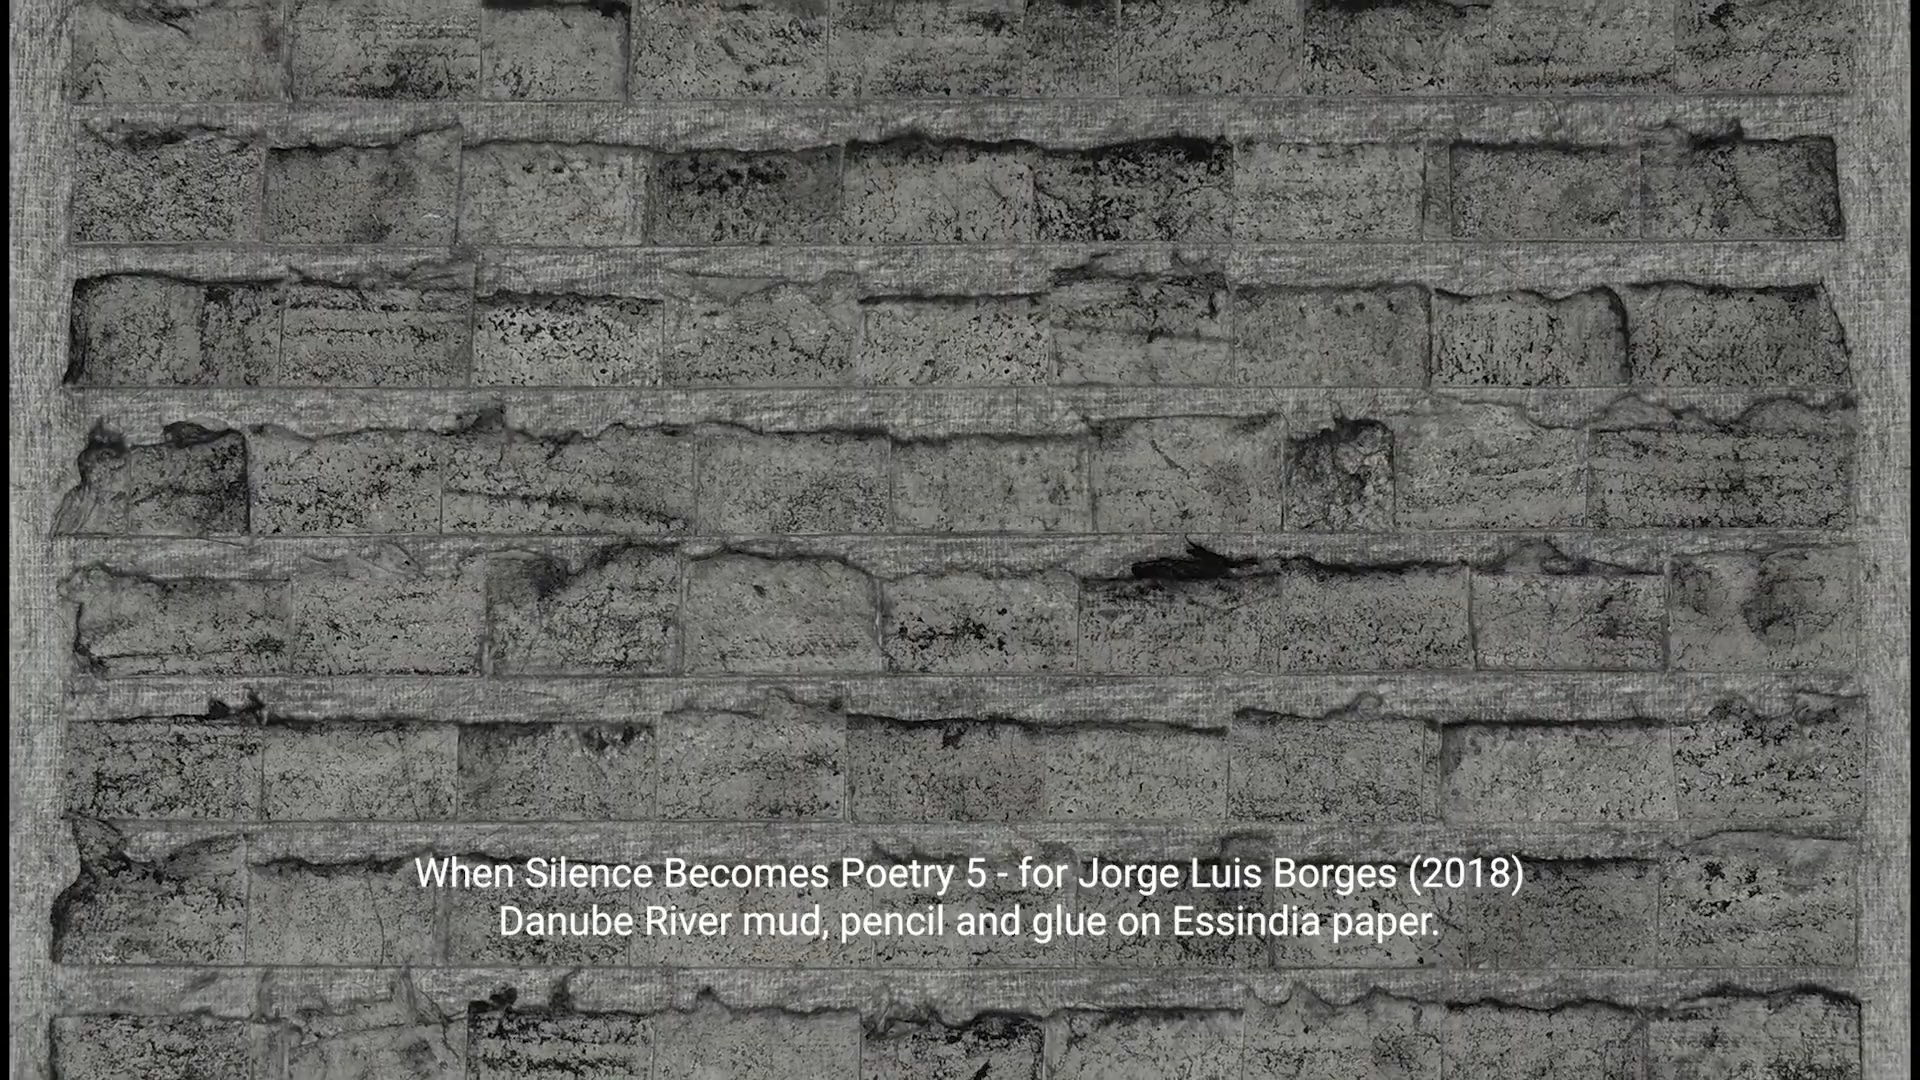 When Silence Becomes Poetry 5 - for Jorge Luis Borges (2018)
Danube River mud, pencil and glue on Essindia paper.